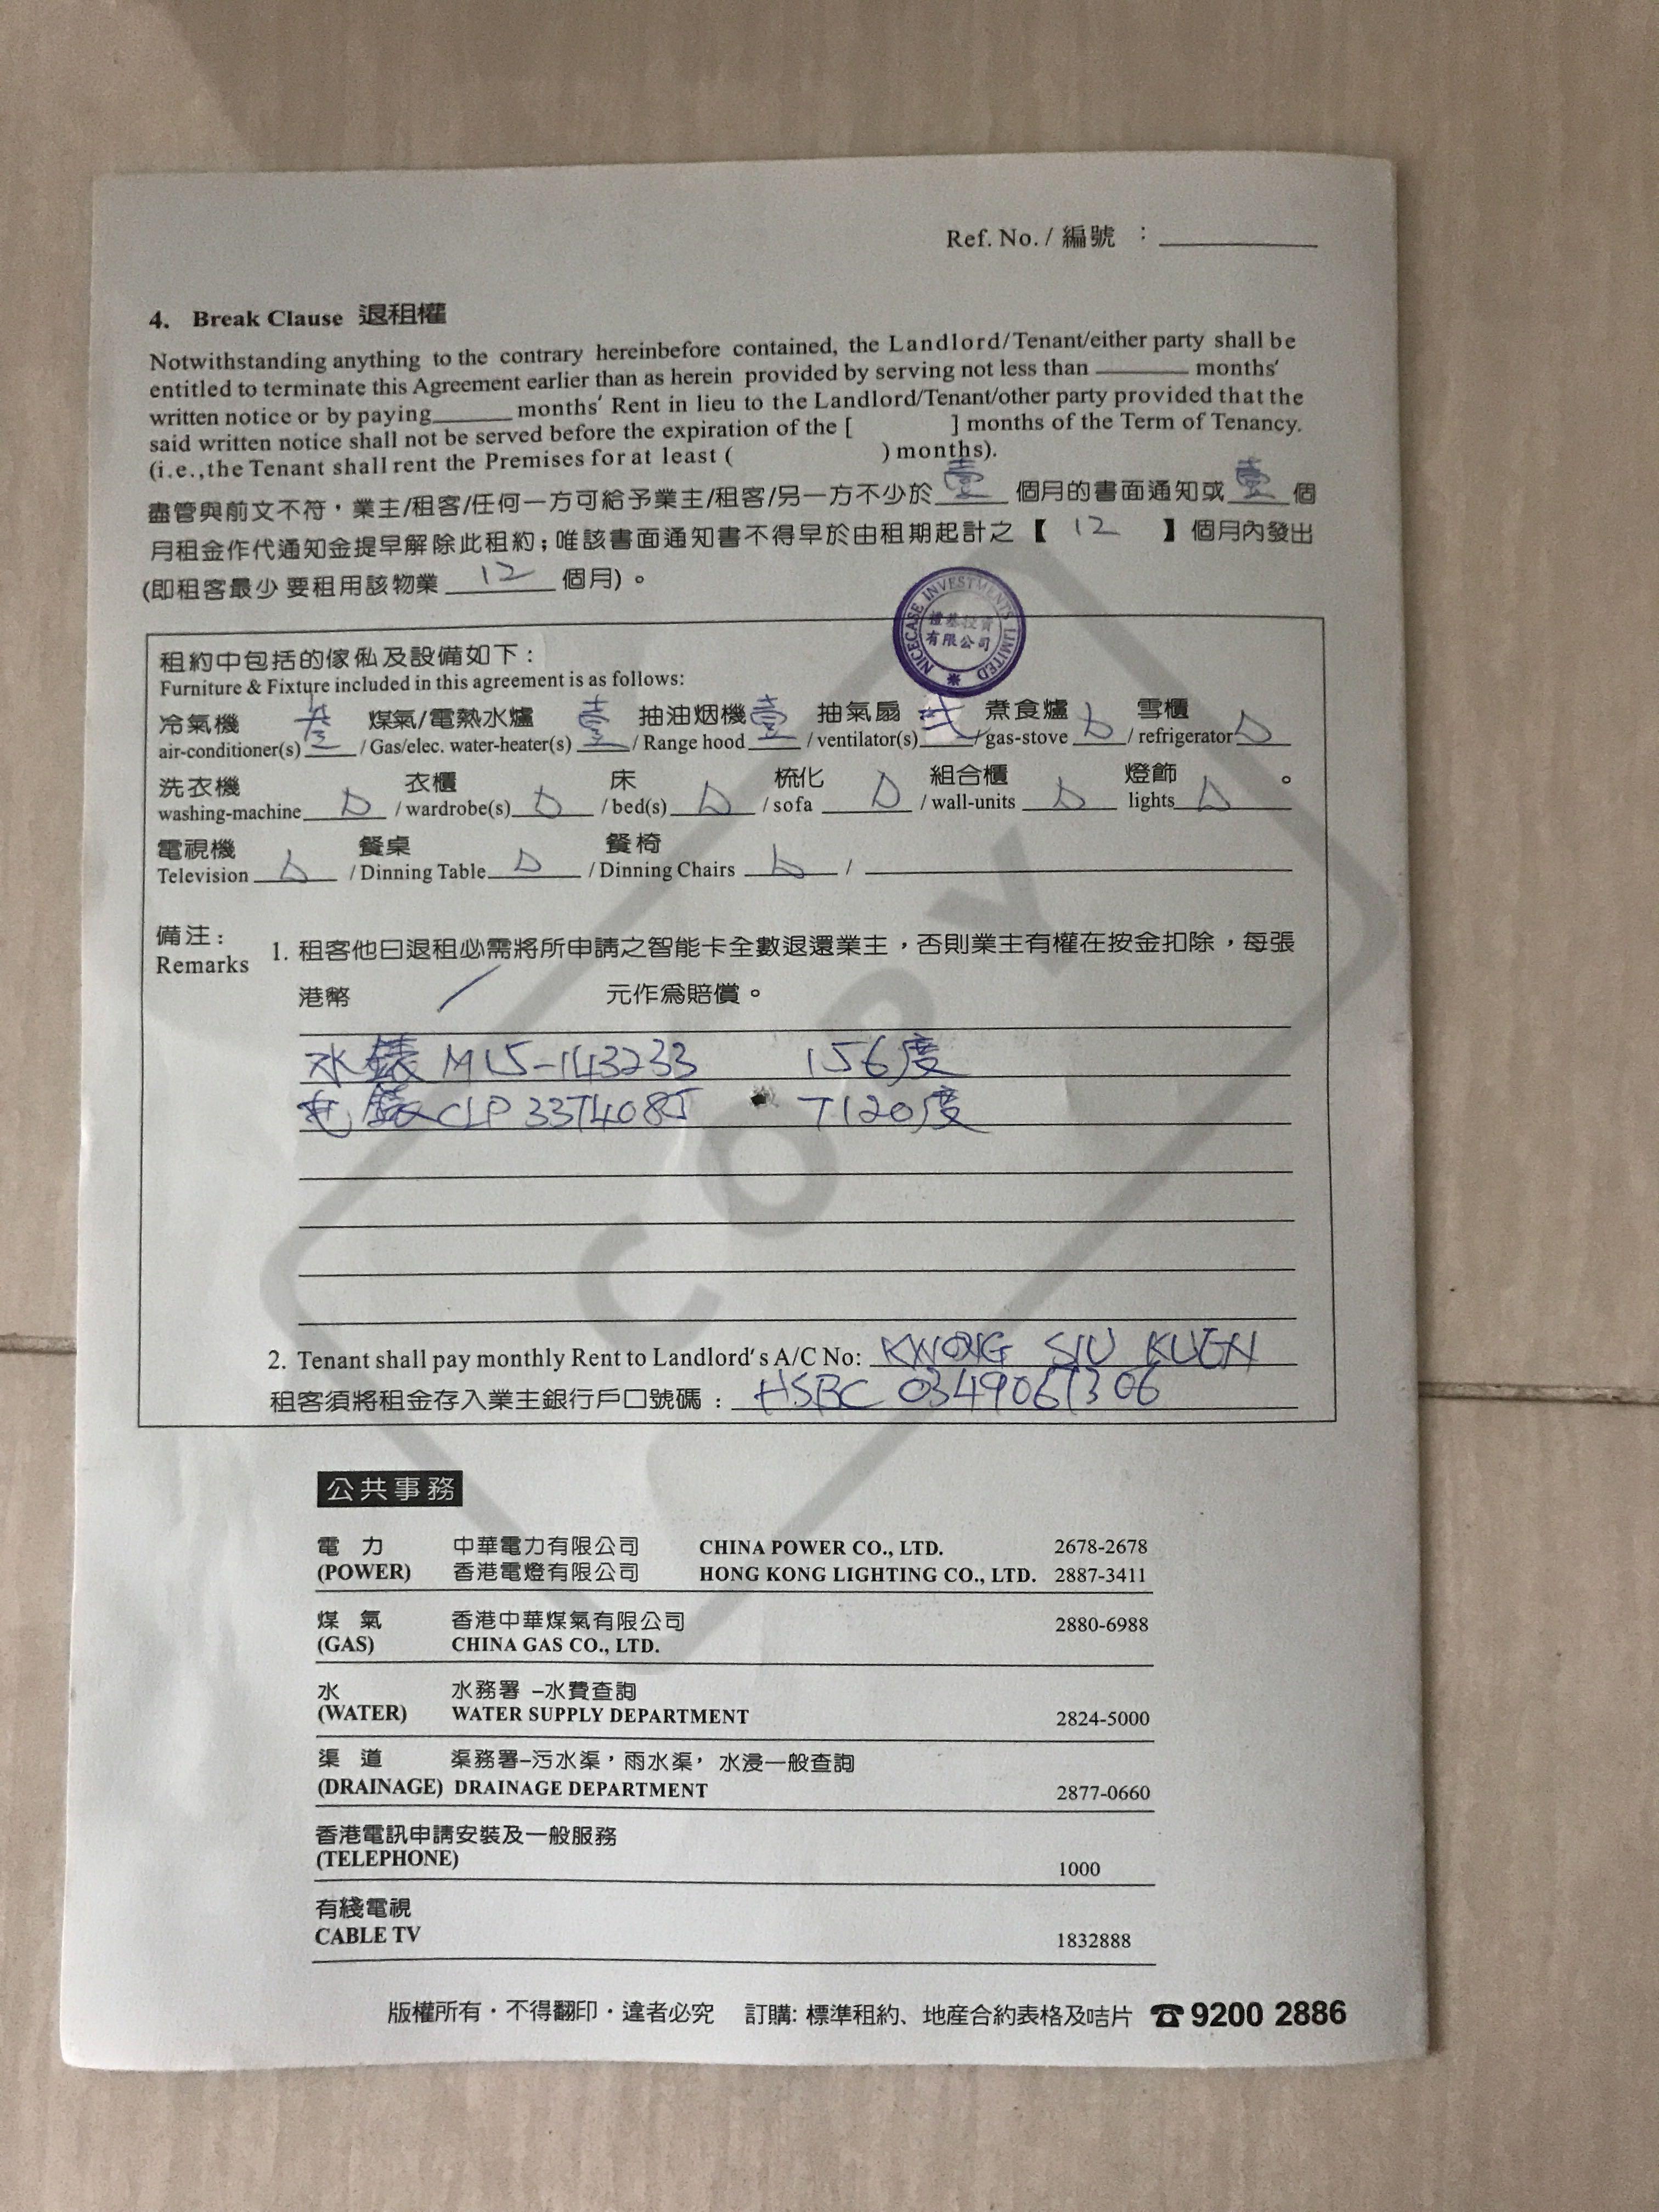 Ref. No. / 編號 ：
4. Break Clause 退租權
Notwithstanding anything to the contrary hereinbefore contained, the Landlord/Tenant/either party shall be
entitled to terminate this Agreement earlier than as herein provided by serving not less than ______ months'
written notice or by paying ______ months' Rent in lieu to the Landlord/Tenant/other party provided that the
said written notice shall not be served before the expiration of the [ ] months of the Term of Tenancy.
(i.e.,the Tenant shall rent the Premises for at least ( ) months).
盡管與前文不符，業主/租客/任何一方可給予業主/租客/另一方不少於 壹 個月的書面通知或 壹 個
月租金作代通知金提早解除此租約；唯該書面通知書不得早於由租期起計之【 12 】個月內發出
(即租客最少要租用該物業 12 個月)。
NICECASE INVESTMENTS LIMITED
禮基投資
有限公司
租約中包括的傢俬及設備如下：
Furniture & Fixture included in this agreement is as follows:
冷氣機 煤氣/電熱水爐 壹 抽油烟機 壹 抽氣扇 煮食爐 雪櫃
air-conditioner(s) / Gas/elec. water-heater(s) / Range hood / ventilator(s) / gas-stove / refrigerator
洗衣機 衣櫃 床 梳化 組合櫃 燈飾 。
washing-machine / wardrobe(s) / bed(s) / sofa / wall-units lights
電視機 餐桌 餐椅
Television / Dinning Table / Dinning Chairs /
備注： 1. 租客他日退租必需將所申請之智能卡全數退還業主，否則業主有權在按金扣除，每張
Remarks
港幣 / 元作為賠償。
水錶 M15-143233 156度
电錶 CLP 3374085 7120度
2. Tenant shall pay monthly Rent to Landlord's A/C No: KWONG SIU KUEN
租客須將租金存入業主銀行戶口號碼： HSBC 0349067306
公共事務
電 力 中華電力有限公司 CHINA POWER CO., LTD. 2678-2678
(POWER) 香港電燈有限公司 HONG KONG LIGHTING CO., LTD. 2887-3411
煤 氣 香港中華煤氣有限公司 2880-6988
(GAS) CHINA GAS CO., LTD.
水 水務署 -水費查詢
(WATER) WATER SUPPLY DEPARTMENT 2824-5000
渠 道 渠務署-污水渠，雨水渠，水浸一般查詢
(DRAINAGE) DRAINAGE DEPARTMENT 2877-0660
香港電訊申請安裝及一般服務
(TELEPHONE) 1000
有綫電視
CABLE TV 1832888
版權所有・不得翻印・違者必究 訂購: 標準租約、地產合約表格及咭片 ☎ 9200 2886
COPY